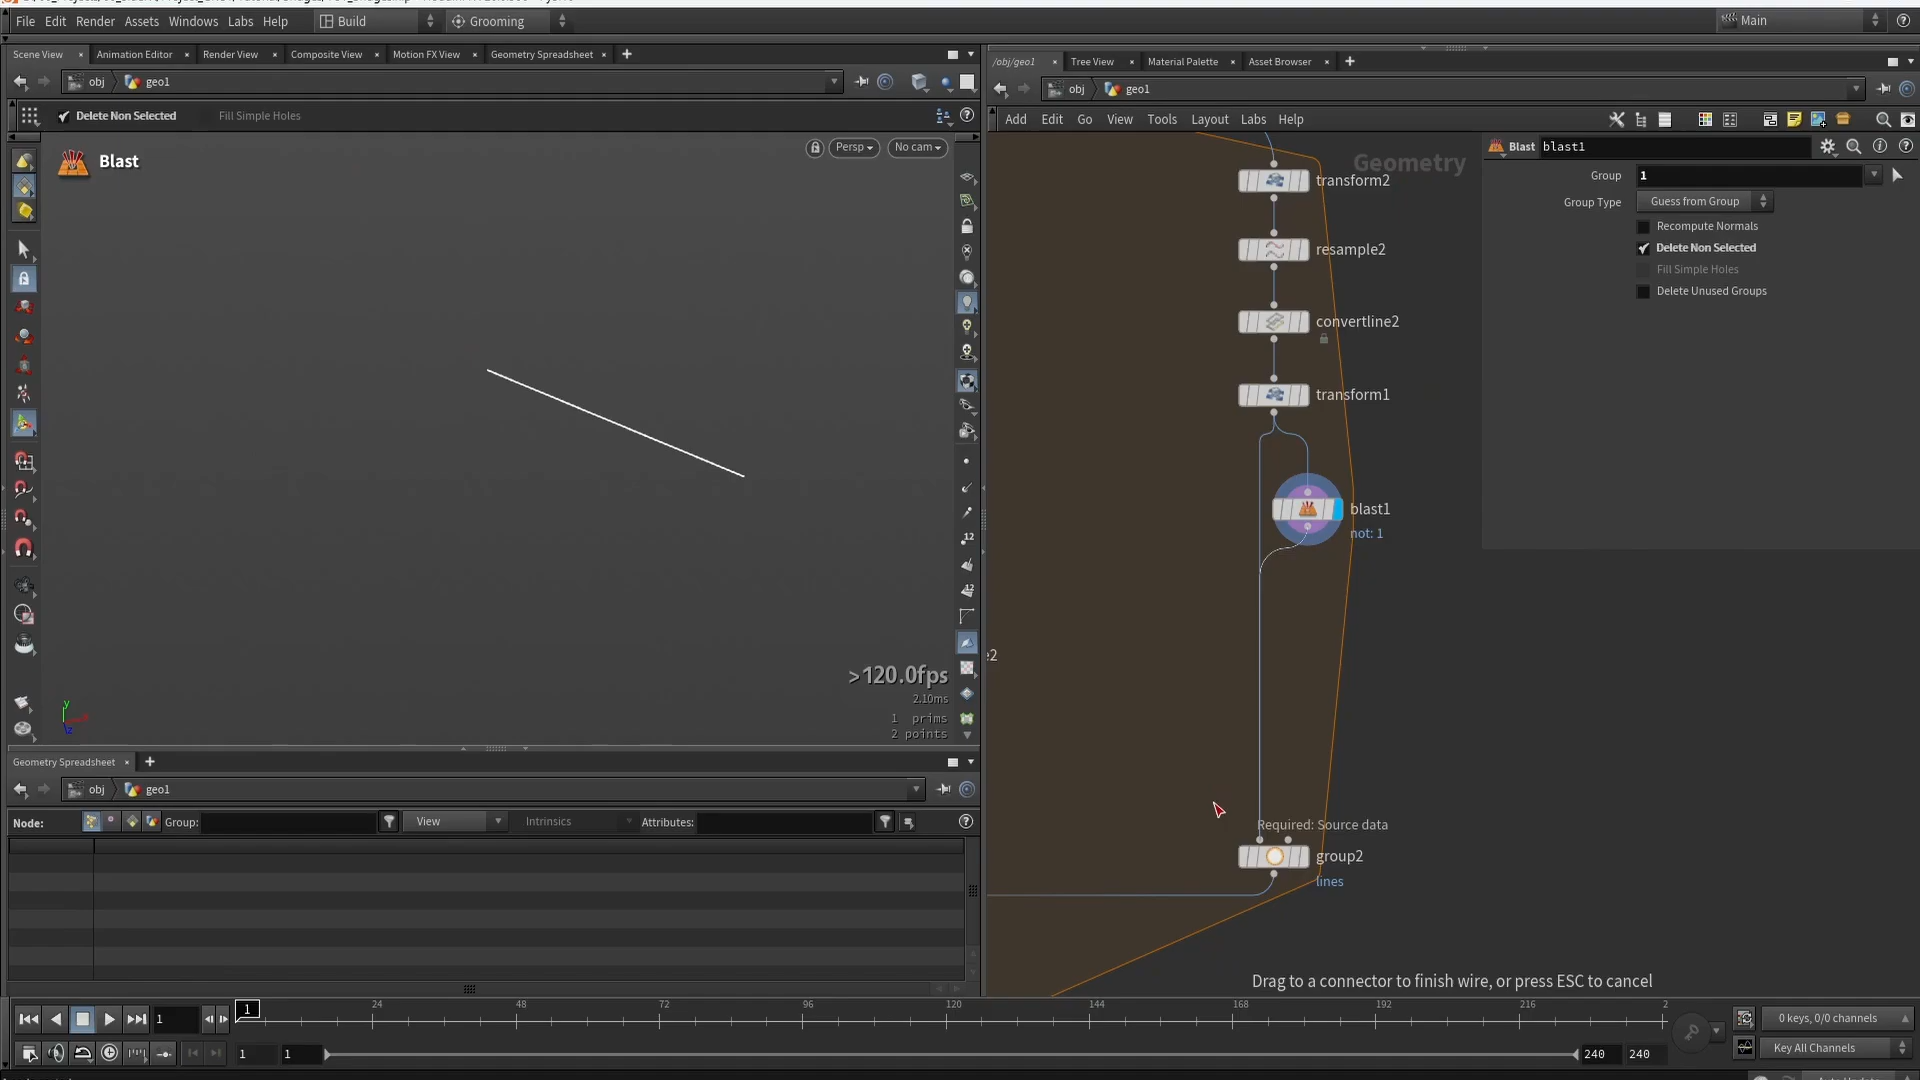 File Edit Render Assets Windows Labs Help Build Grooming Main
Scene View Animation Editor Render View Composite View Motion FX View Geometry Spreadsheet
obj geo1
Delete Non Selected Fill Simple Holes
Blast
Persp No cam
>120.0fps
2.10ms
1 prims
2 points
y
12
12
/obj/geo1 Tree View Material Palette Asset Browser
obj geo1
Add Edit Go View Tools Layout Labs Help
Geometry
transform2
resample2
convertline2
transform1
blast1
not: 1
Required: Source data
group2
lines
Drag to a connector to finish wire, or press ESC to cancel
Blast blast1
Group 1
Group Type Guess from Group
Recompute Normals
Delete Non Selected
Fill Simple Holes
Delete Unused Groups
Geometry Spreadsheet
obj geo1
Node: Group: View Intrinsics Attributes:
1 1 24 48 72 96 120 144 168 192 216 2
0 keys, 0/0 channels
1 1 240 240
Key All Channels